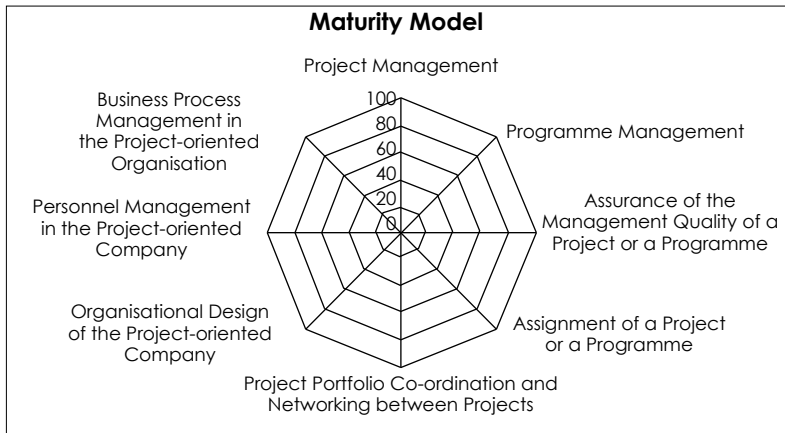 Maturity Model
Project Management
100
80
60
40
20
0
Programme Management
Assurance of the
Management Quality of a
Project or a Programme
Assignment of a Project
or a Programme
Project Portfolio Co-ordination and
Networking between Projects
Organisational Design
of the Project-oriented
Company
Personnel Management
in the Project-oriented
Company
Business Process
Management in
the Project-oriented
Organisation